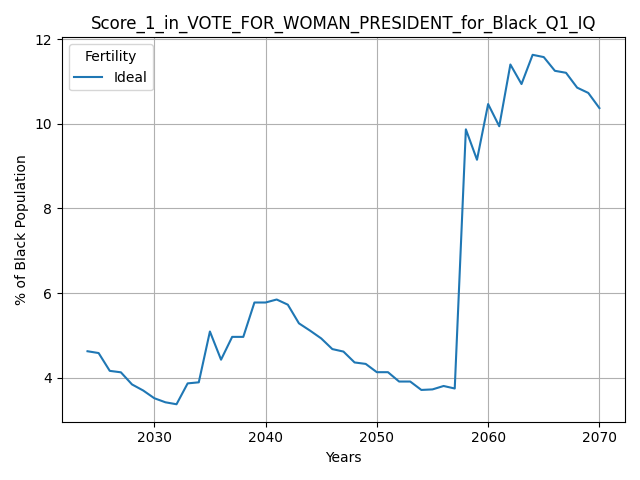 Score_1_in_VOTE_FOR_WOMAN_PRESIDENT_for_Black_Q1_IQ
12
10
8
6
4
% of Black Population
Fertility
Ideal
2030 2040 2050 2060 2070
Years